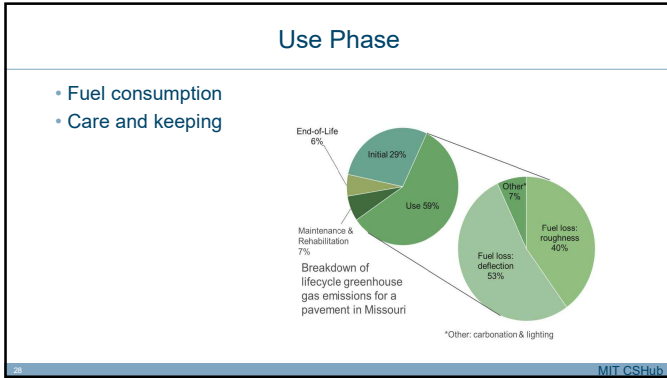 Use Phase
• Fuel consumption
• Care and keeping
End-of-Life
6%
Initial 29%
Use 59%
Maintenance &
Rehabilitation
7%
Other*
7%
Fuel loss:
roughness
40%
Fuel loss:
deflection
53%
Breakdown of
lifecycle greenhouse
gas emissions for a
pavement in Missouri
*Other: carbonation & lighting
28
MIT CSHub